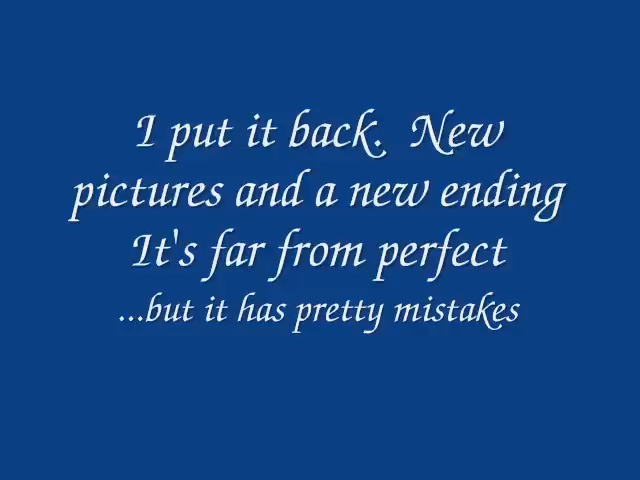 I put it back.  New
pictures and a new ending
It's far from perfect
...but it has pretty mistakes